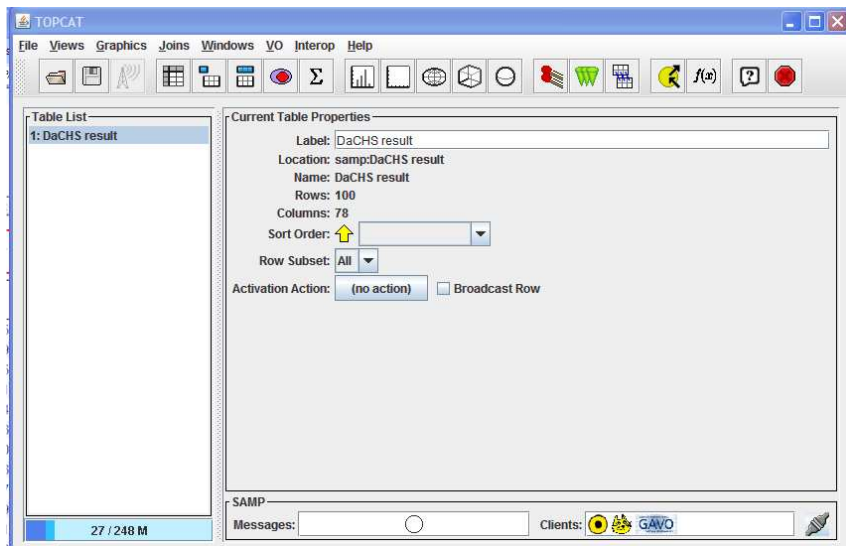 TOPCAT
File Views Graphics Joins Windows VO Interop Help
Σ f(x) ?
Table List
1: DaCHS result
27 / 248 M
Current Table Properties
Label: DaCHS result
Location: samp:DaCHS result
Name: DaCHS result
Rows: 100
Columns: 78
Sort Order:
Row Subset: All
Activation Action: (no action) Broadcast Row
SAMP
Messages: Clients: GAVO